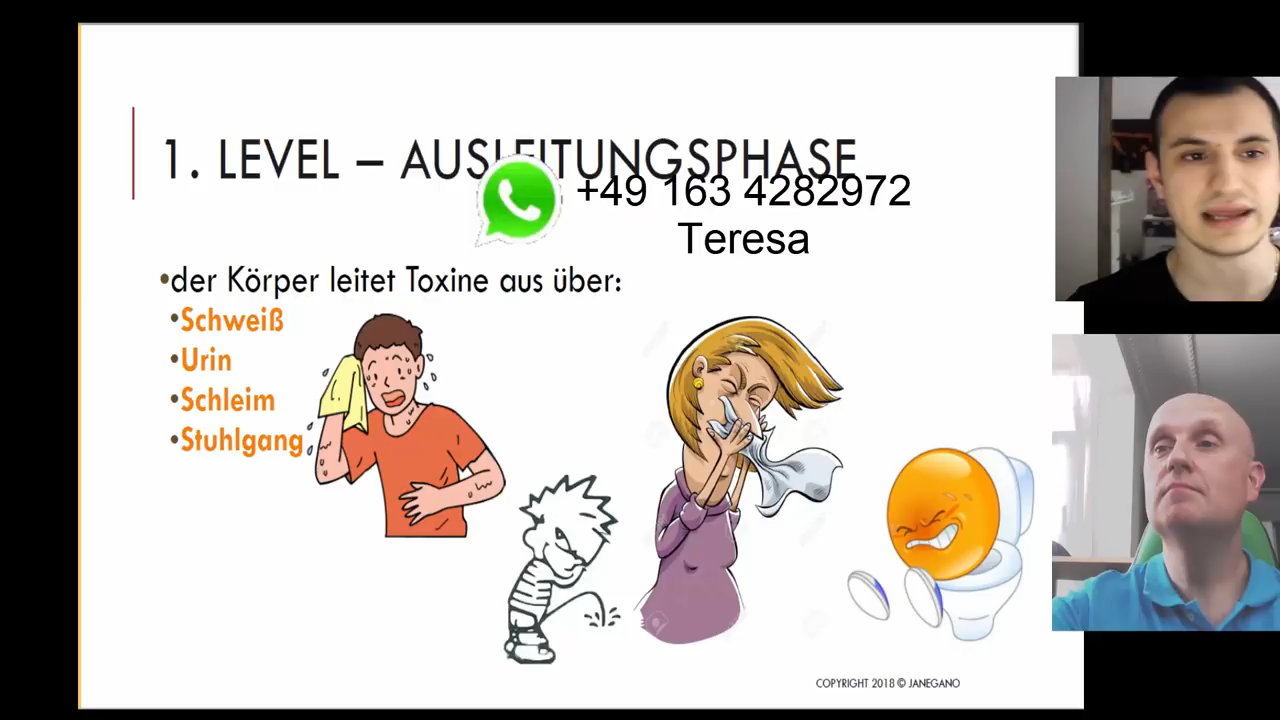 1. LEVEL – AUSLEITUNGSPHASE
+49 163 4282972
Teresa
•der Körper leitet Toxine aus über:
•Schweiß
•Urin
•Schleim
•Stuhlgang
COPYRIGHT 2018 © JANEGANO